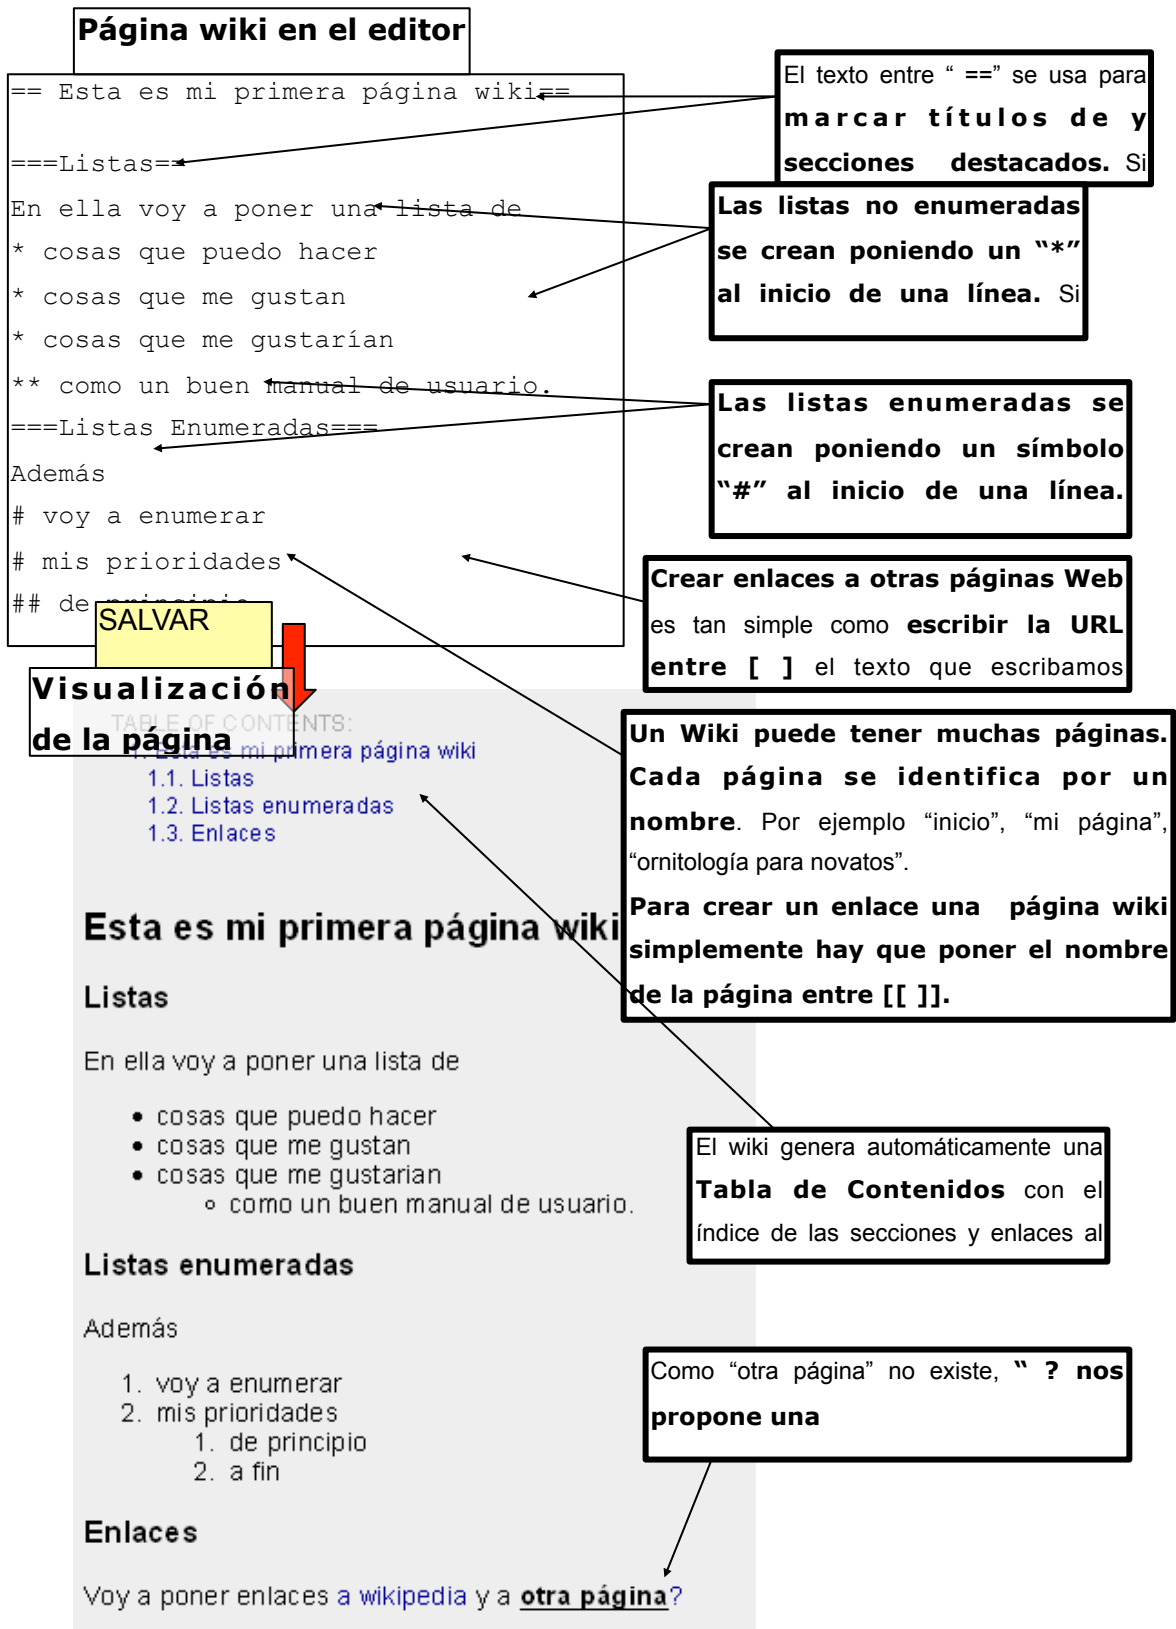 Página wiki en el editor
== Esta es mi primera página wiki==
===Listas==
En ella voy a poner una lista de
* cosas que puedo hacer
* cosas que me gustan
* cosas que me gustarían
** como un buen manual de usuario.
===Listas Enumeradas===
Además
# voy a enumerar
# mis prioridades
## de principio
El texto entre “ ==” se usa para
marcar títulos de y
secciones destacados. Si
Las listas no enumeradas
se crean poniendo un “*”
al inicio de una línea. Si
Las listas enumeradas se
crean poniendo un símbolo
“#” al inicio de una línea.
Crear enlaces a otras páginas Web
es tan simple como escribir la URL
entre [ ] el texto que escribamos
SALVAR
Visualización
de la página
Un Wiki puede tener muchas páginas.
Cada página se identifica por un
nombre. Por ejemplo “inicio”, “mi página”,
“ornitología para novatos”.
Para crear un enlace una página wiki
simplemente hay que poner el nombre
de la página entre [[ ]].
TABLE OF CONTENTS:
1. Esta es mi primera página wiki
1.1. Listas
1.2. Listas enumeradas
1.3. Enlaces
Esta es mi primera página wiki
Listas
En ella voy a poner una lista de
• cosas que puedo hacer
• cosas que me gustan
• cosas que me gustarian
◦ como un buen manual de usuario.
El wiki genera automáticamente una
Tabla de Contenidos con el
índice de las secciones y enlaces al
Listas enumeradas
Además
1. voy a enumerar
2. mis prioridades
1. de principio
2. a fin
Como “otra página” no existe, “ ? nos
propone una
Enlaces
Voy a poner enlaces a wikipedia y a otra página?